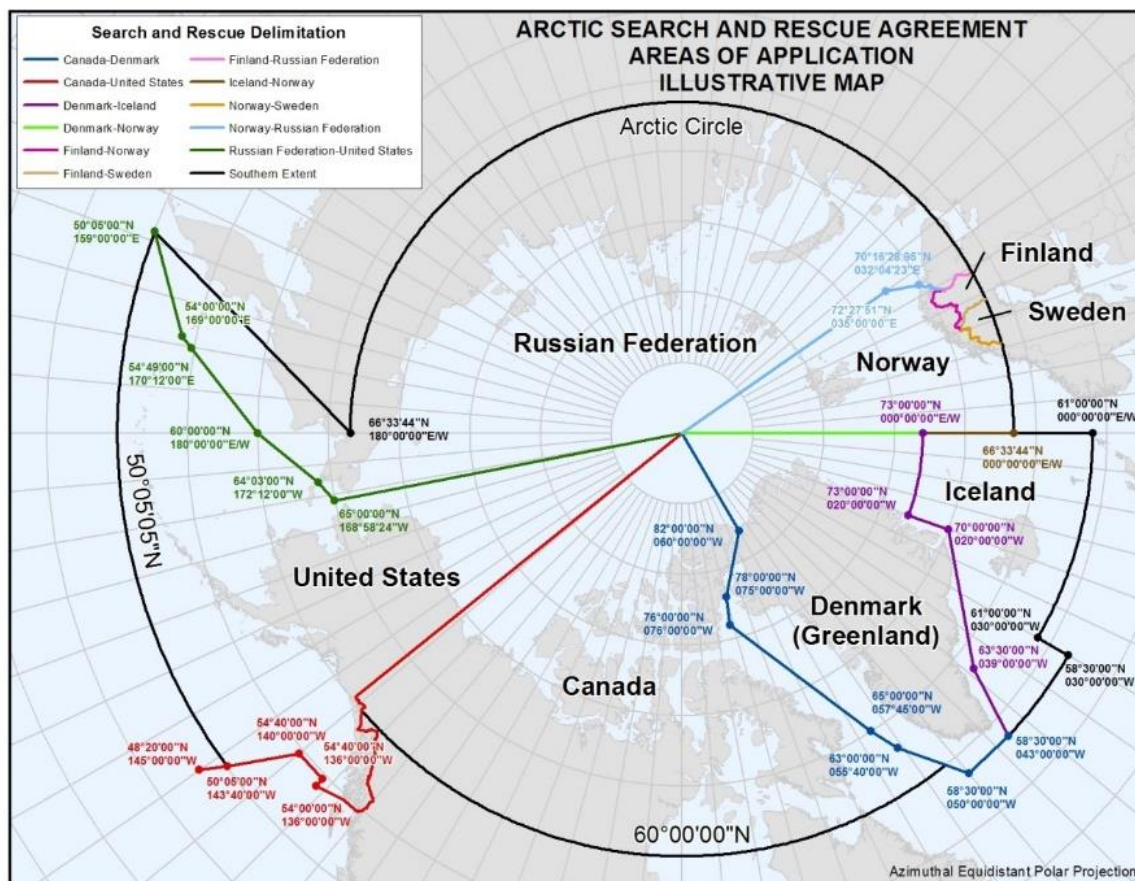 ARCTIC SEARCH AND RESCUE AGREEMENT
AREAS OF APPLICATION
ILLUSTRATIVE MAP
Search and Rescue Delimitation
Canada-Denmark
Canada-United States
Denmark-Iceland
Denmark-Norway
Finland-Norway
Finland-Sweden
Finland-Russian Federation
Iceland-Norway
Norway-Sweden
Norway-Russian Federation
Russian Federation-United States
Southern Extent
Arctic Circle
50°05'00"N
159°00'00"E
54°00'00"N
169°00'00"E
54°49'00"N
170°12'00"E
60°00'00"N
180°00'00"E/W
64°03'00"N
172°12'00"W
65°00'00"N
168°58'24"W
66°33'44"N
180°00'00"E/W
50°05'05"N
Russian Federation
70°16'28.95"N
032°04'23"E
72°27'51"N
035°00'00"E
Finland
Sweden
Norway
73°00'00"N
000°00'00"E/W
61°00'00"N
000°00'00"E/W
66°33'44"N
000°00'00"E/W
Iceland
73°00'00"N
020°00'00"W
70°00'00"N
020°00'00"W
82°00'00"N
060°00'00"W
78°00'00"N
075°00'00"W
76°00'00"N
076°00'00"W
United States
Denmark
(Greenland)
61°00'00"N
030°00'00"W
63°30'00"N
039°00'00"W
58°30'00"N
030°00'00"W
Canada
65°00'00"N
057°45'00"W
63°00'00"N
055°40'00"W
58°30'00"N
043°00'00"W
58°30'00"N
050°00'00"W
54°40'00"N
140°00'00"W
54°40'00"N
136°00'00"W
48°20'00"N
145°00'00"W
50°05'00"N
143°40'00"W
54°00'00"N
136°00'00"W
60°00'00"N
Azimuthal Equidistant Polar Projection